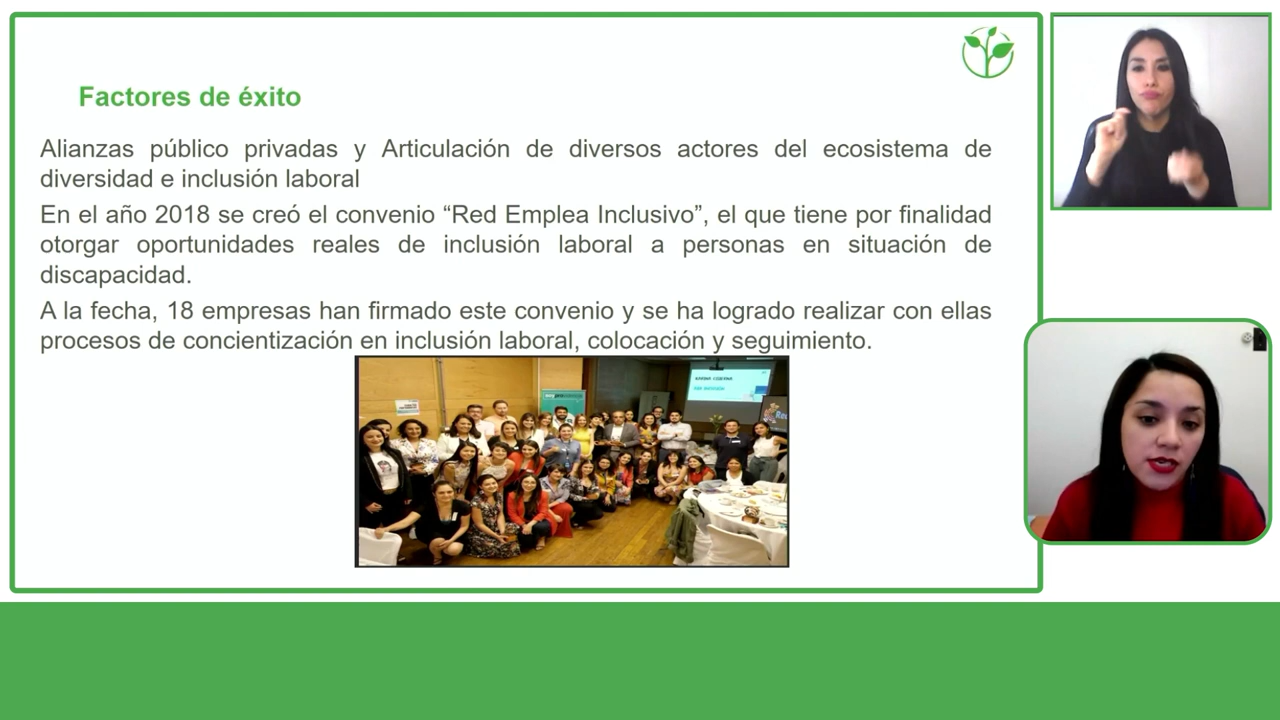 Factores de éxito
Alianzas público privadas y Articulación de diversos actores del ecosistema de
diversidad e inclusión laboral
En el año 2018 se creó el convenio “Red Emplea Inclusivo”, el que tiene por finalidad
otorgar oportunidades reales de inclusión laboral a personas en situación de
discapacidad.
A la fecha, 18 empresas han firmado este convenio y se ha logrado realizar con ellas
procesos de concientización en inclusión laboral, colocación y seguimiento.